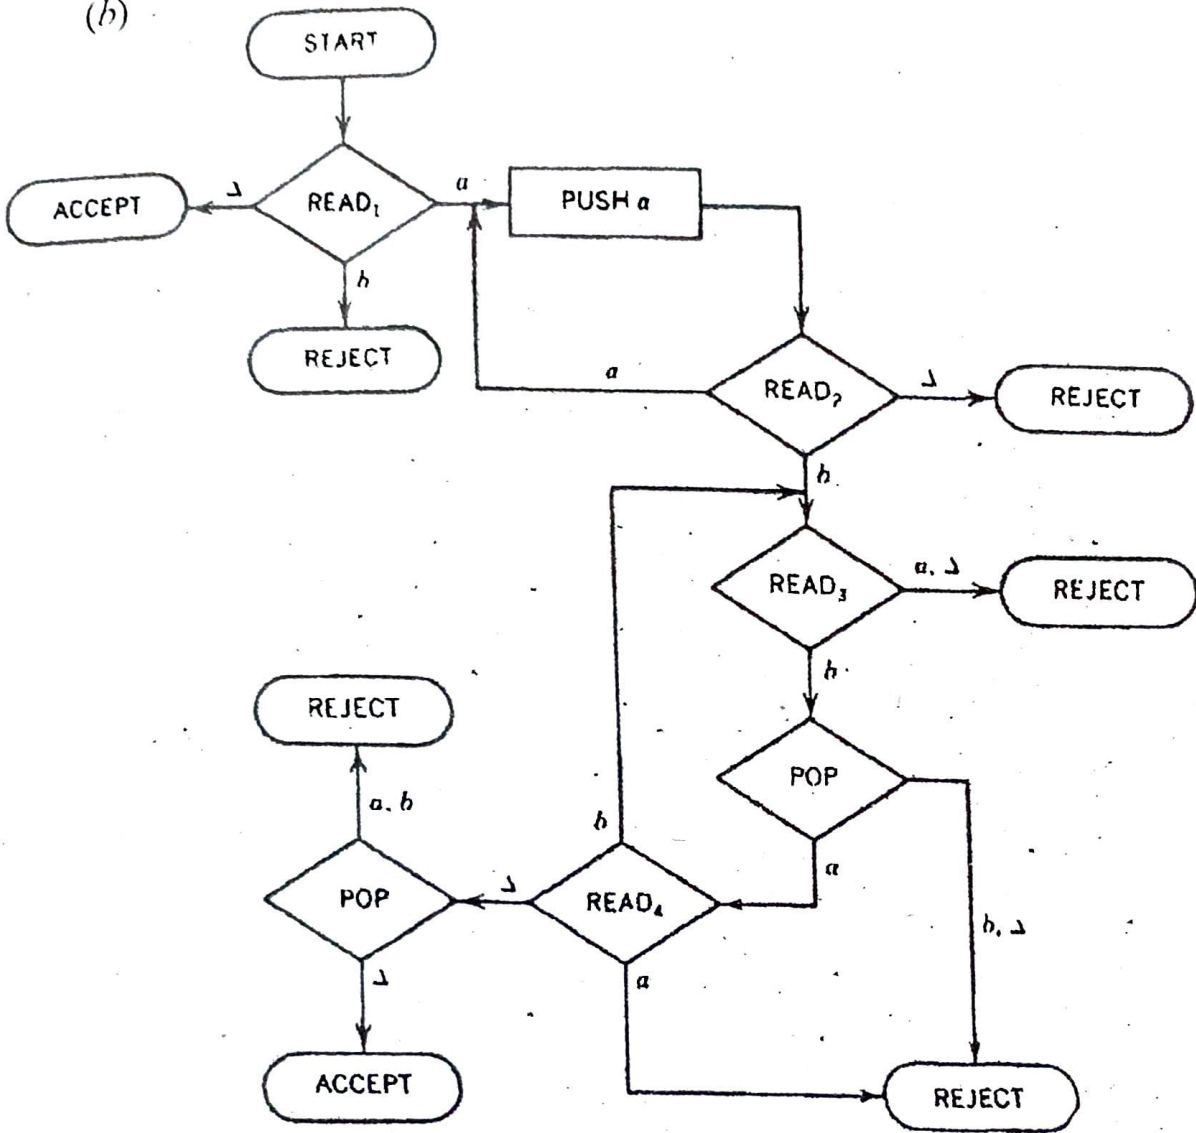 (b)
START
ACCEPT
Δ
READ₁
a
PUSH a
b
REJECT
a
READ₂
Δ
REJECT
b
READ₃
a, Δ
REJECT
b
REJECT
POP
a, b
b
a
POP
Δ
READ₄
b, Δ
Δ
a
ACCEPT
REJECT